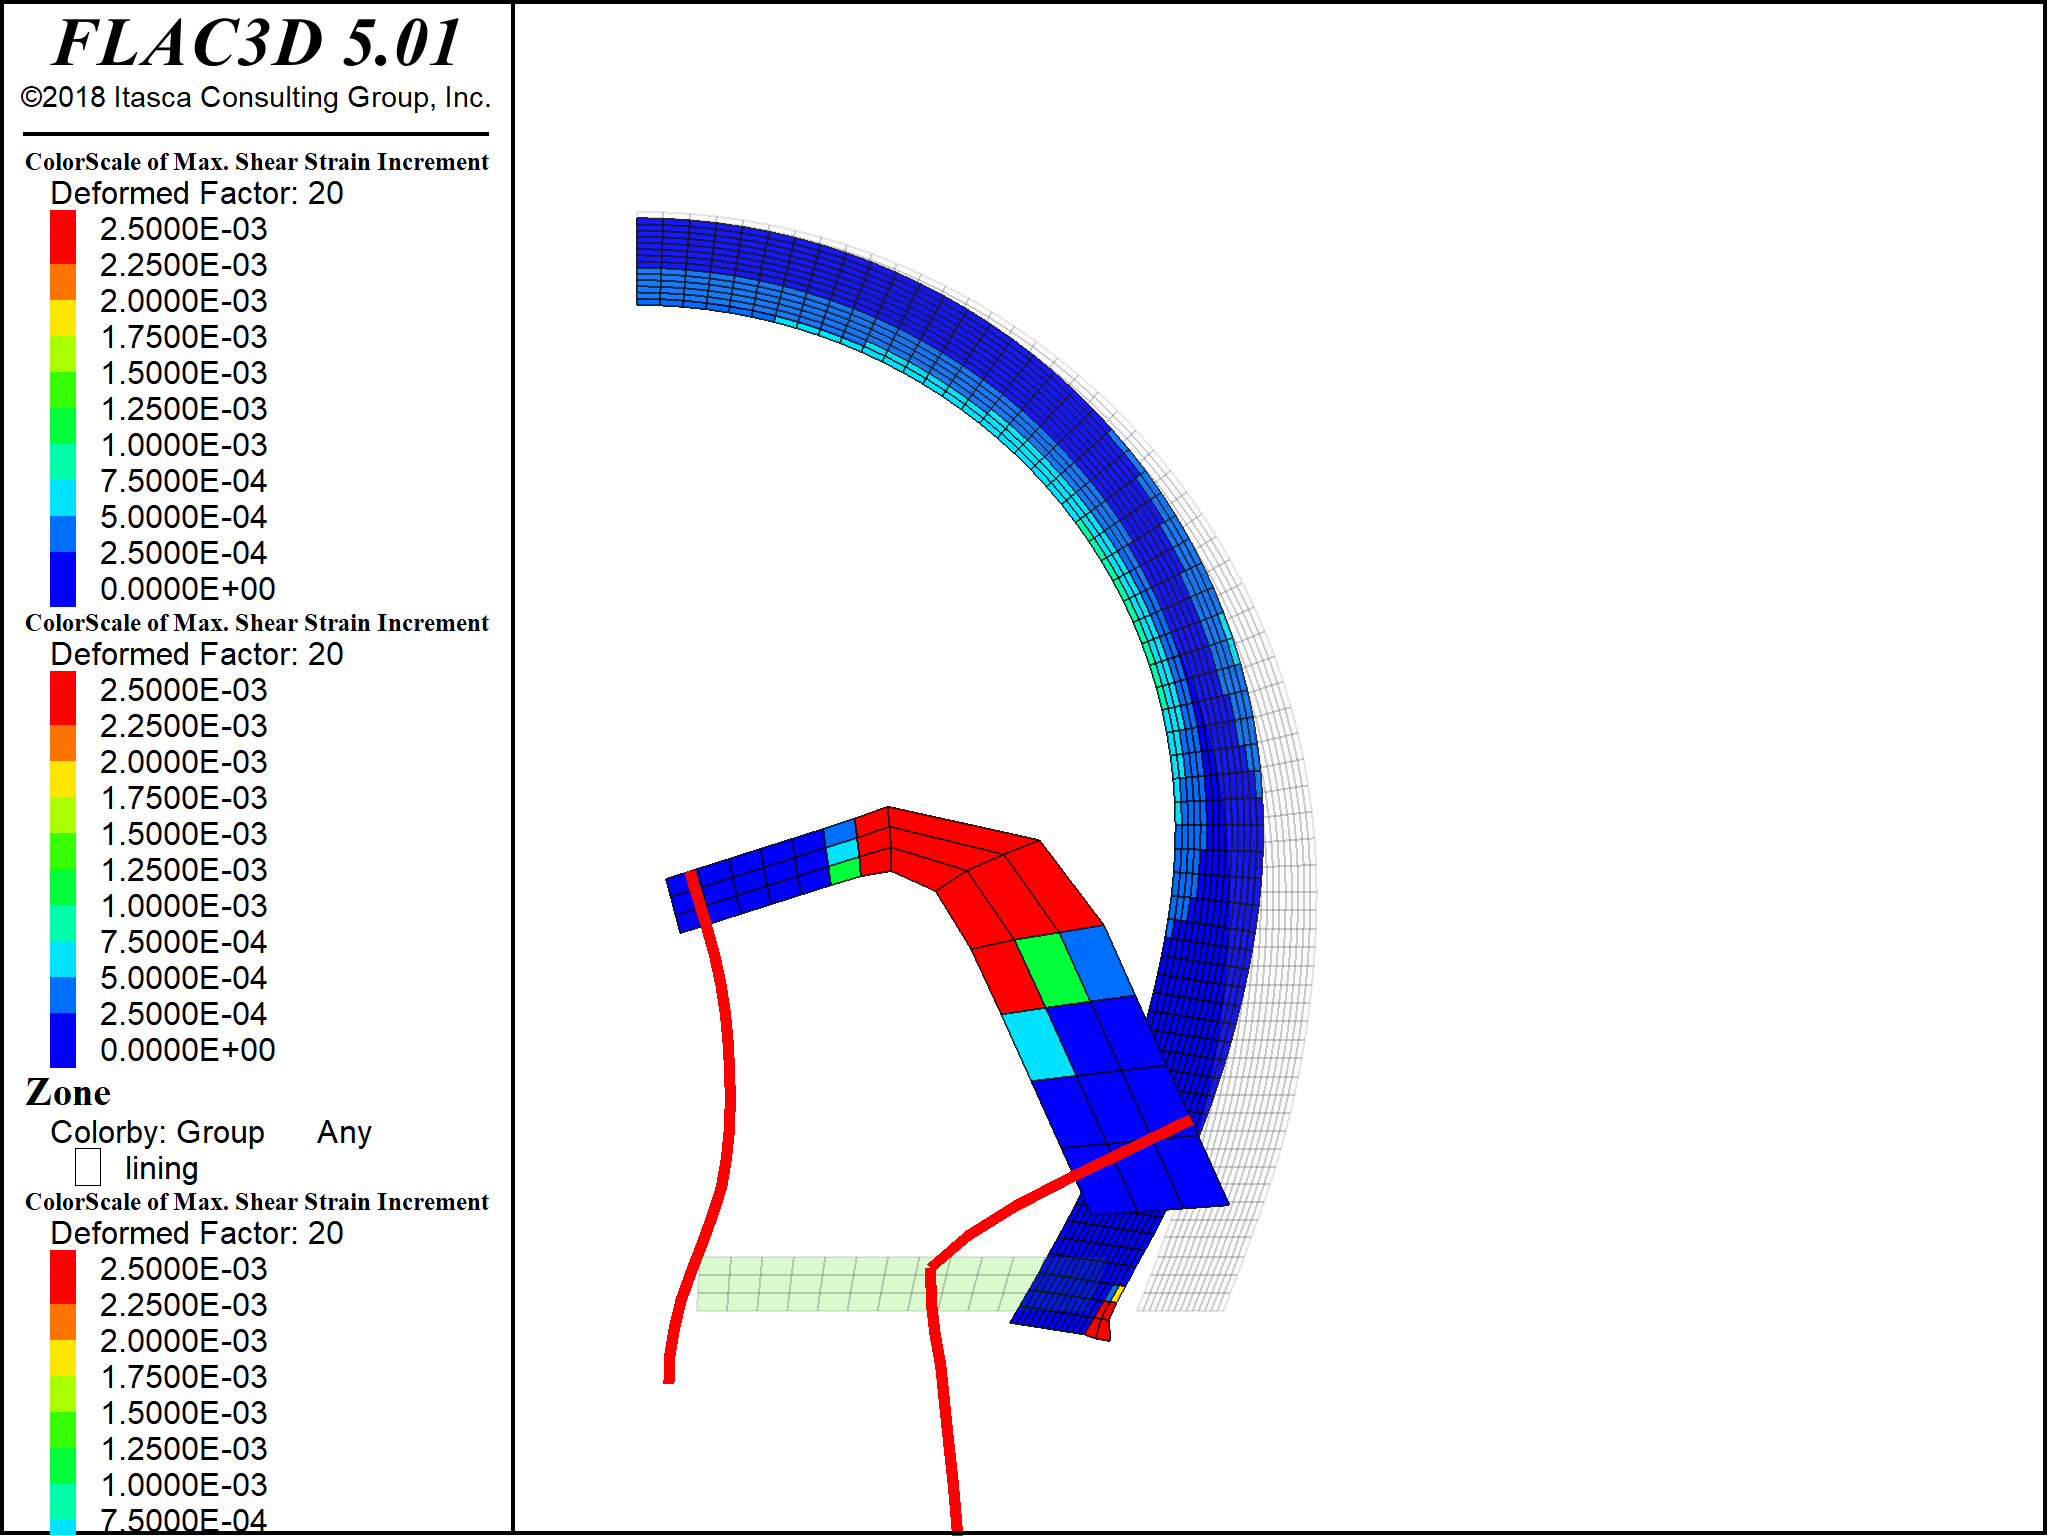 FLAC3D 5.01
©2018 Itasca Consulting Group, Inc.
ColorScale of Max. Shear Strain Increment
Deformed Factor: 20
2.5000E-03
2.2500E-03
2.0000E-03
1.7500E-03
1.5000E-03
1.2500E-03
1.0000E-03
7.5000E-04
5.0000E-04
2.5000E-04
0.0000E+00
ColorScale of Max. Shear Strain Increment
Deformed Factor: 20
2.5000E-03
2.2500E-03
2.0000E-03
1.7500E-03
1.5000E-03
1.2500E-03
1.0000E-03
7.5000E-04
5.0000E-04
2.5000E-04
0.0000E+00
Zone
Colorby: Group Any
lining
ColorScale of Max. Shear Strain Increment
Deformed Factor: 20
2.5000E-03
2.2500E-03
2.0000E-03
1.7500E-03
1.5000E-03
1.2500E-03
1.0000E-03
7.5000E-04